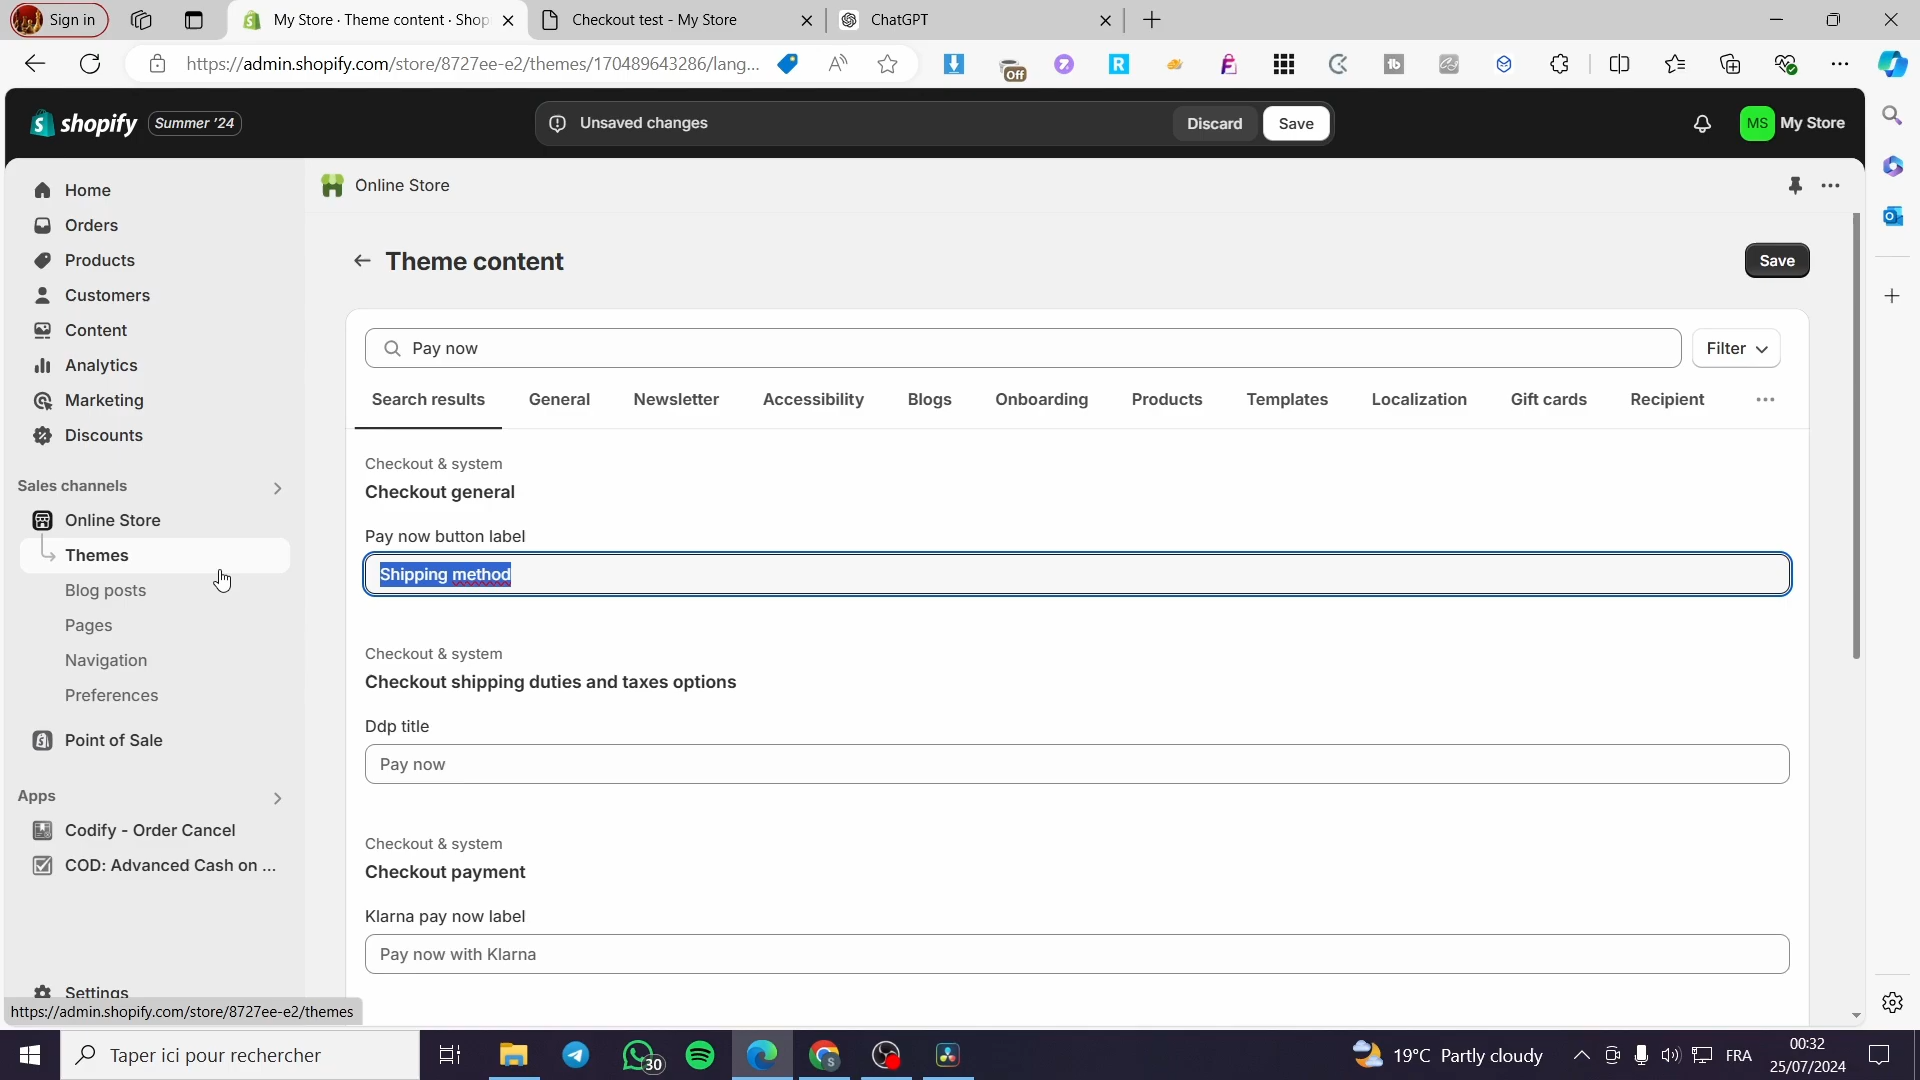 Sign in
My Store · Theme content · Shop
Checkout test - My Store
ChatGPT
https://admin.shopify.com/store/8727ee-e2/themes/170489643286/lang...
Off
shopify Summer '24
Unsaved changes
Discard
Save
MS My Store
Home
Orders
Products
Customers
Content
Analytics
Marketing
Discounts
Sales channels
Online Store
Themes
Blog posts
Pages
Navigation
Preferences
Point of Sale
Apps
Codify - Order Cancel
COD: Advanced Cash on ...
Settings
https://admin.shopify.com/store/8727ee-e2/themes
Online Store
Theme content
Save
Pay now
Filter
Search results General Newsletter Accessibility Blogs Onboarding Products Templates Localization Gift cards Recipient
Checkout & system
Checkout general
Pay now button label
Shipping method
Checkout & system
Checkout shipping duties and taxes options
Ddp title
Pay now
Checkout & system
Checkout payment
Klarna pay now label
Pay now with Klarna
Taper ici pour rechercher
30
19°C Partly cloudy
FRA
00:32
25/07/2024